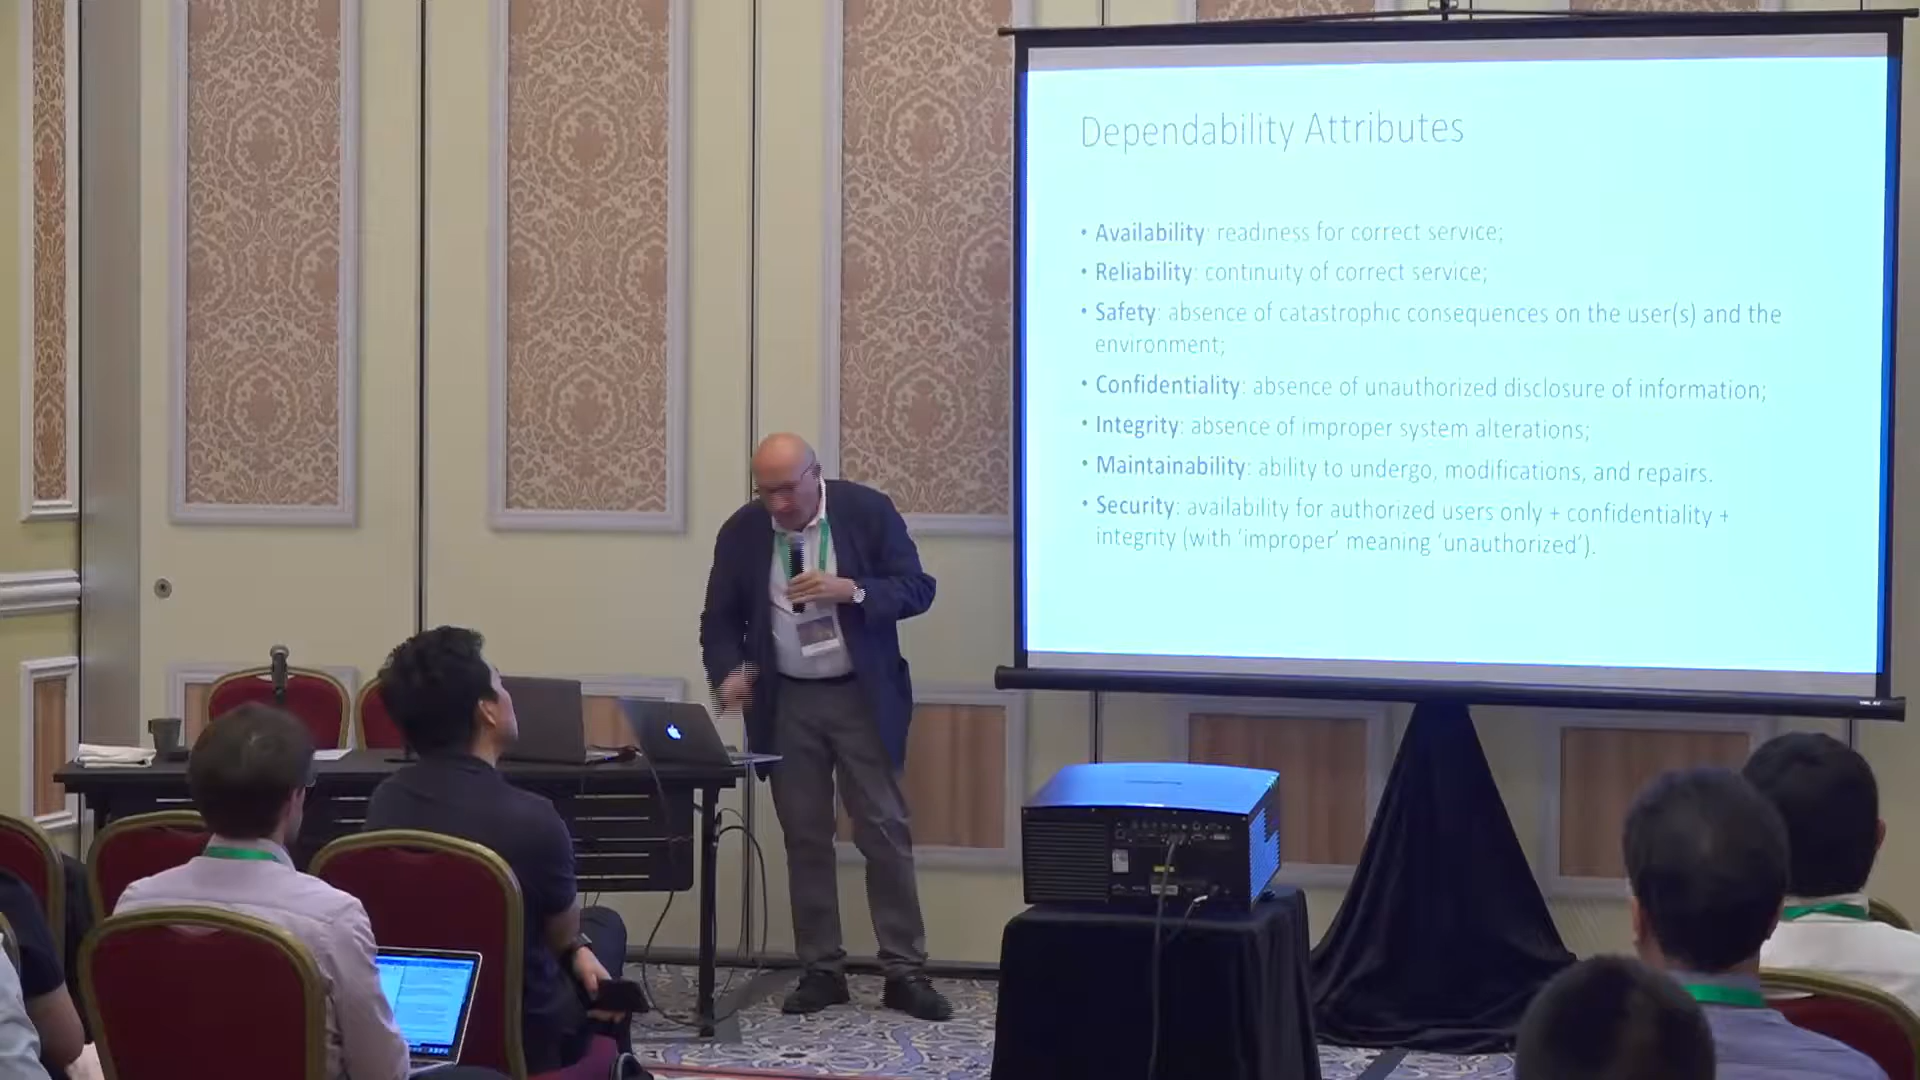 Dependability Attributes
• Availability: readiness for correct service;
• Reliability: continuity of correct service;
• Safety: absence of catastrophic consequences on the user(s) and the
environment;
• Confidentiality: absence of unauthorized disclosure of information;
• Integrity: absence of improper system alterations;
• Maintainability: ability to undergo, modifications, and repairs.
• Security: availability for authorized users only + confidentiality +
integrity (with ‘improper’ meaning ‘unauthorized’).